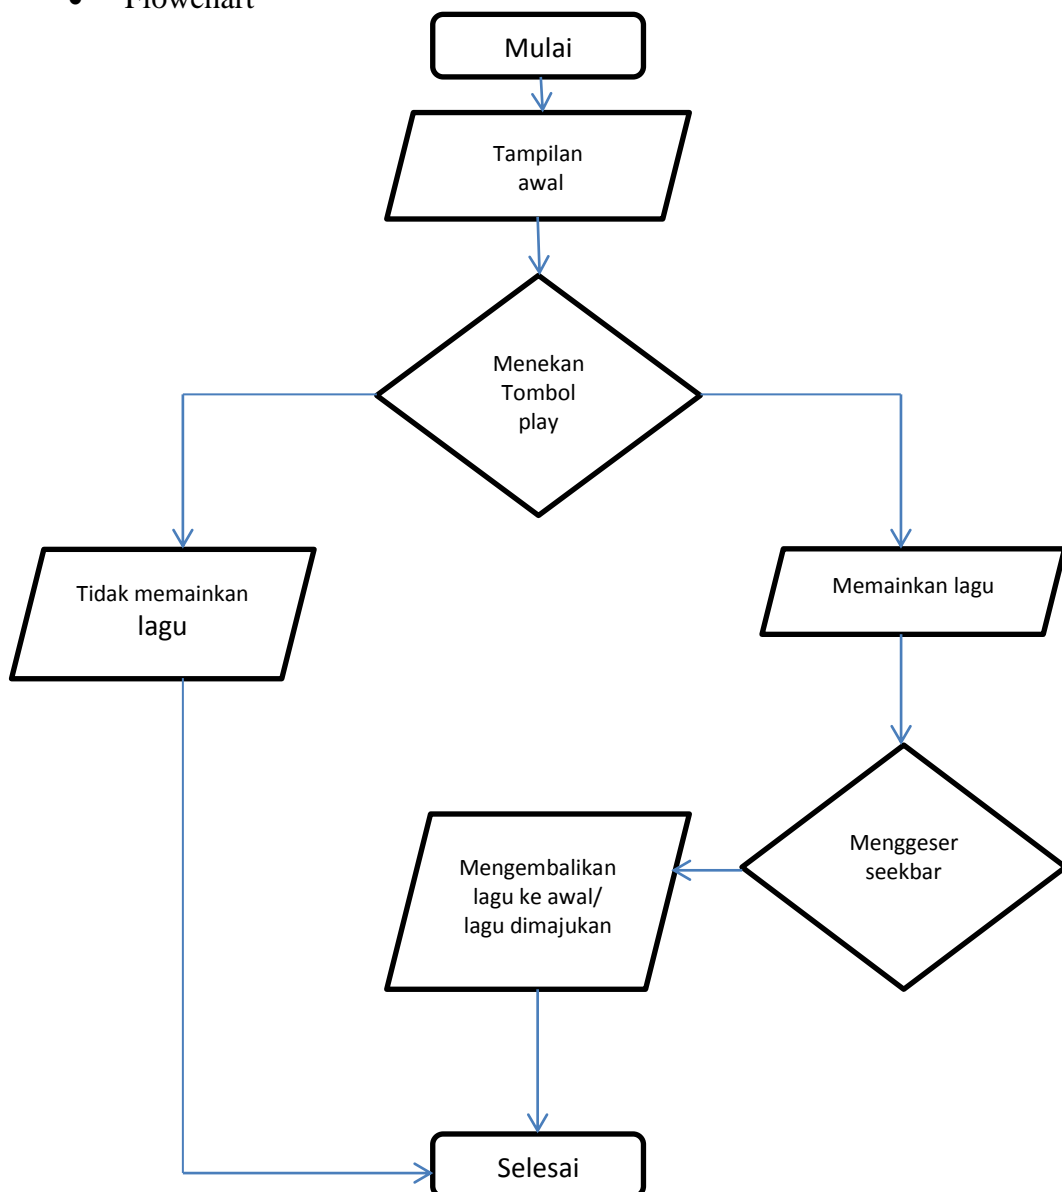 • Flowchart
Mulai
Tampilan
awal
Menekan
Tombol
play
Tidak memainkan
lagu
Memainkan lagu
Menggeser
seekbar
Mengembalikan
lagu ke awal/
lagu dimajukan
Selesai